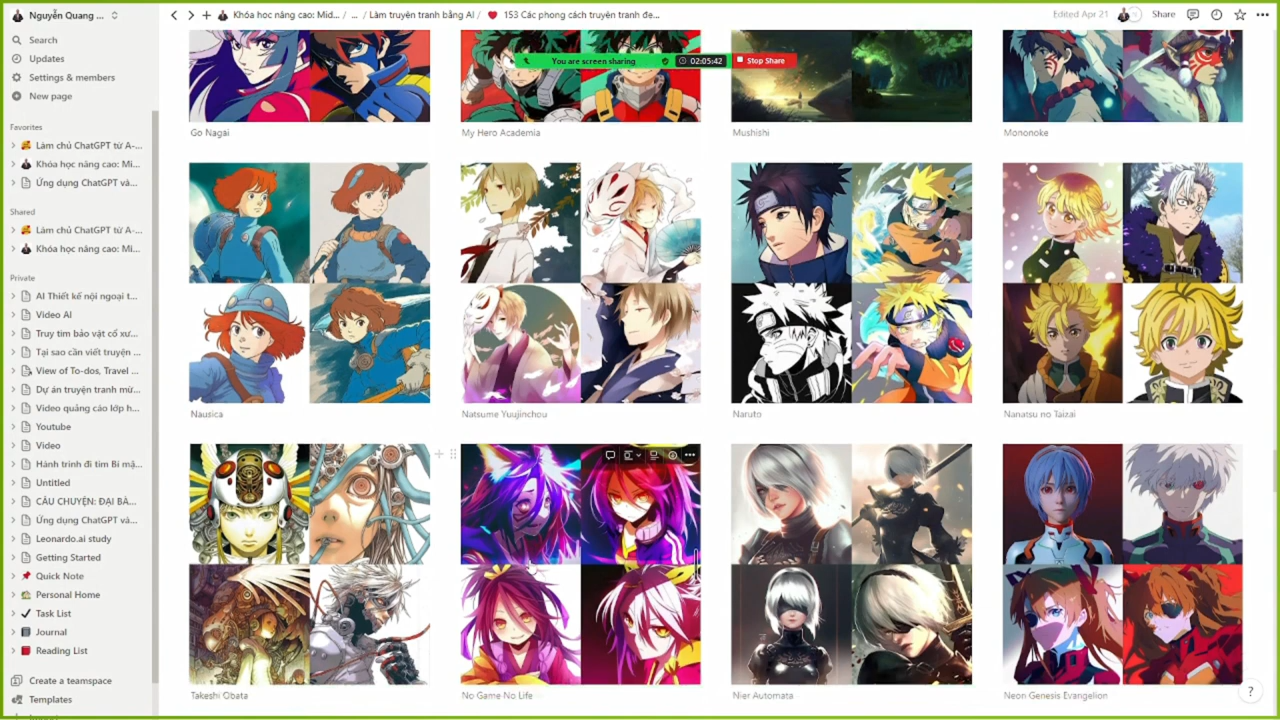 Nguyễn Quang ...
Khóa học nâng cao: Mid... / ... / Làm truyện tranh bằng AI / 153 Các phong cách truyện tranh đe...
Edited Apr 21
Share
Search
Updates
Settings & members
New page
You are screen sharing
02:05:42
Stop Share
Favorites
Làm chủ ChatGPT từ A-...
Khóa học nâng cao: Mi...
Ứng dụng ChatGPT và...
Shared
Làm chủ ChatGPT từ A-...
Khóa học nâng cao: Mi...
Private
AI Thiết kế nội ngoại t...
Video AI
Truy tìm bảo vật cổ xư...
Tại sao cần viết truyện ...
View of To-dos, Travel ...
Dự án truyện tranh mù...
Video quảng cáo lớp h...
Youtube
Video
Hành trình đi tìm Bí mậ...
Untitled
CÂU CHUYỆN: ĐẠI BÀ...
Ứng dụng ChatGPT và...
Leonardo.ai study
Getting Started
Quick Note
Personal Home
Task List
Journal
Reading List
Create a teamspace
Templates
Go Nagai
My Hero Academia
Mushishi
Mononoke
Nausica
Natsume Yuujinchou
Naruto
Nanatsu no Taizai
Takeshi Obata
No Game No Life
Nier Automata
Neon Genesis Evangelion
?